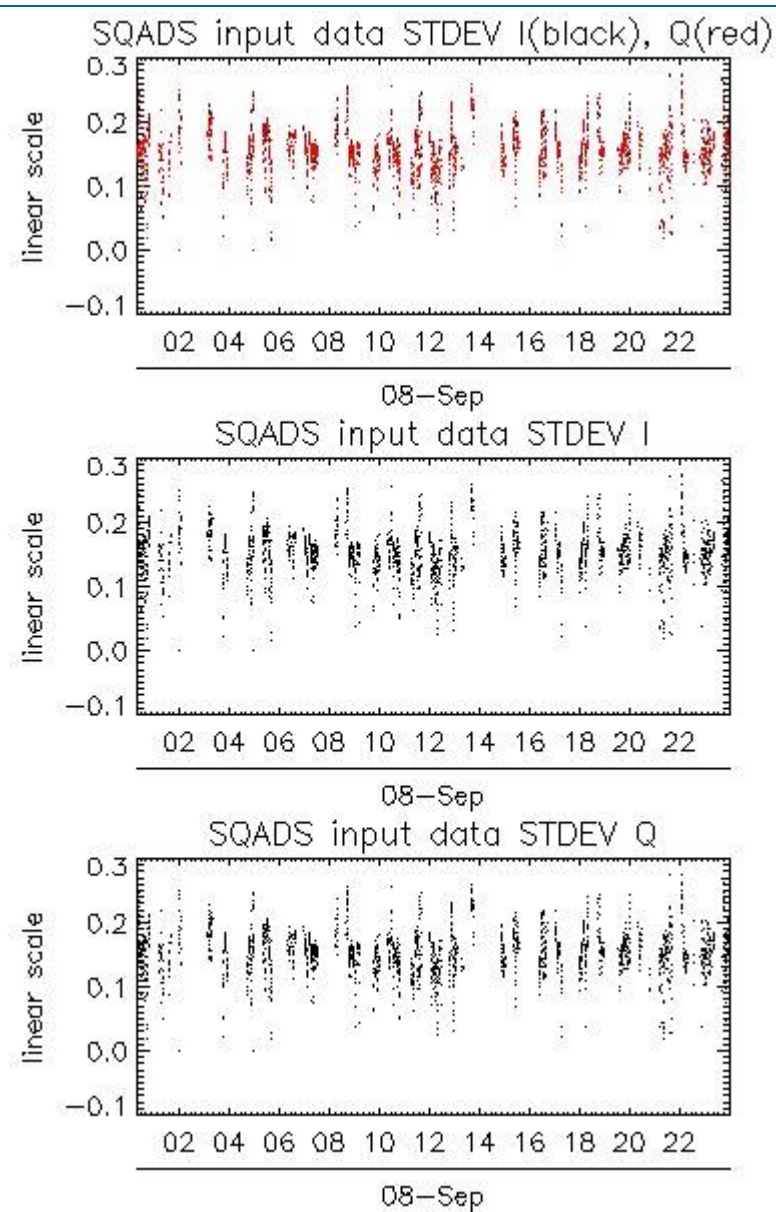 SQADS input data STDEV I(black), Q(red)
linear scale
0.3
0.2
0.1
0.0
−0.1
02 04 06 08 10 12 14 16 18 20 22
08−Sep
SQADS input data STDEV I
linear scale
0.3
0.2
0.1
0.0
−0.1
02 04 06 08 10 12 14 16 18 20 22
08−Sep
SQADS input data STDEV Q
linear scale
0.3
0.2
0.1
0.0
−0.1
02 04 06 08 10 12 14 16 18 20 22
08−Sep